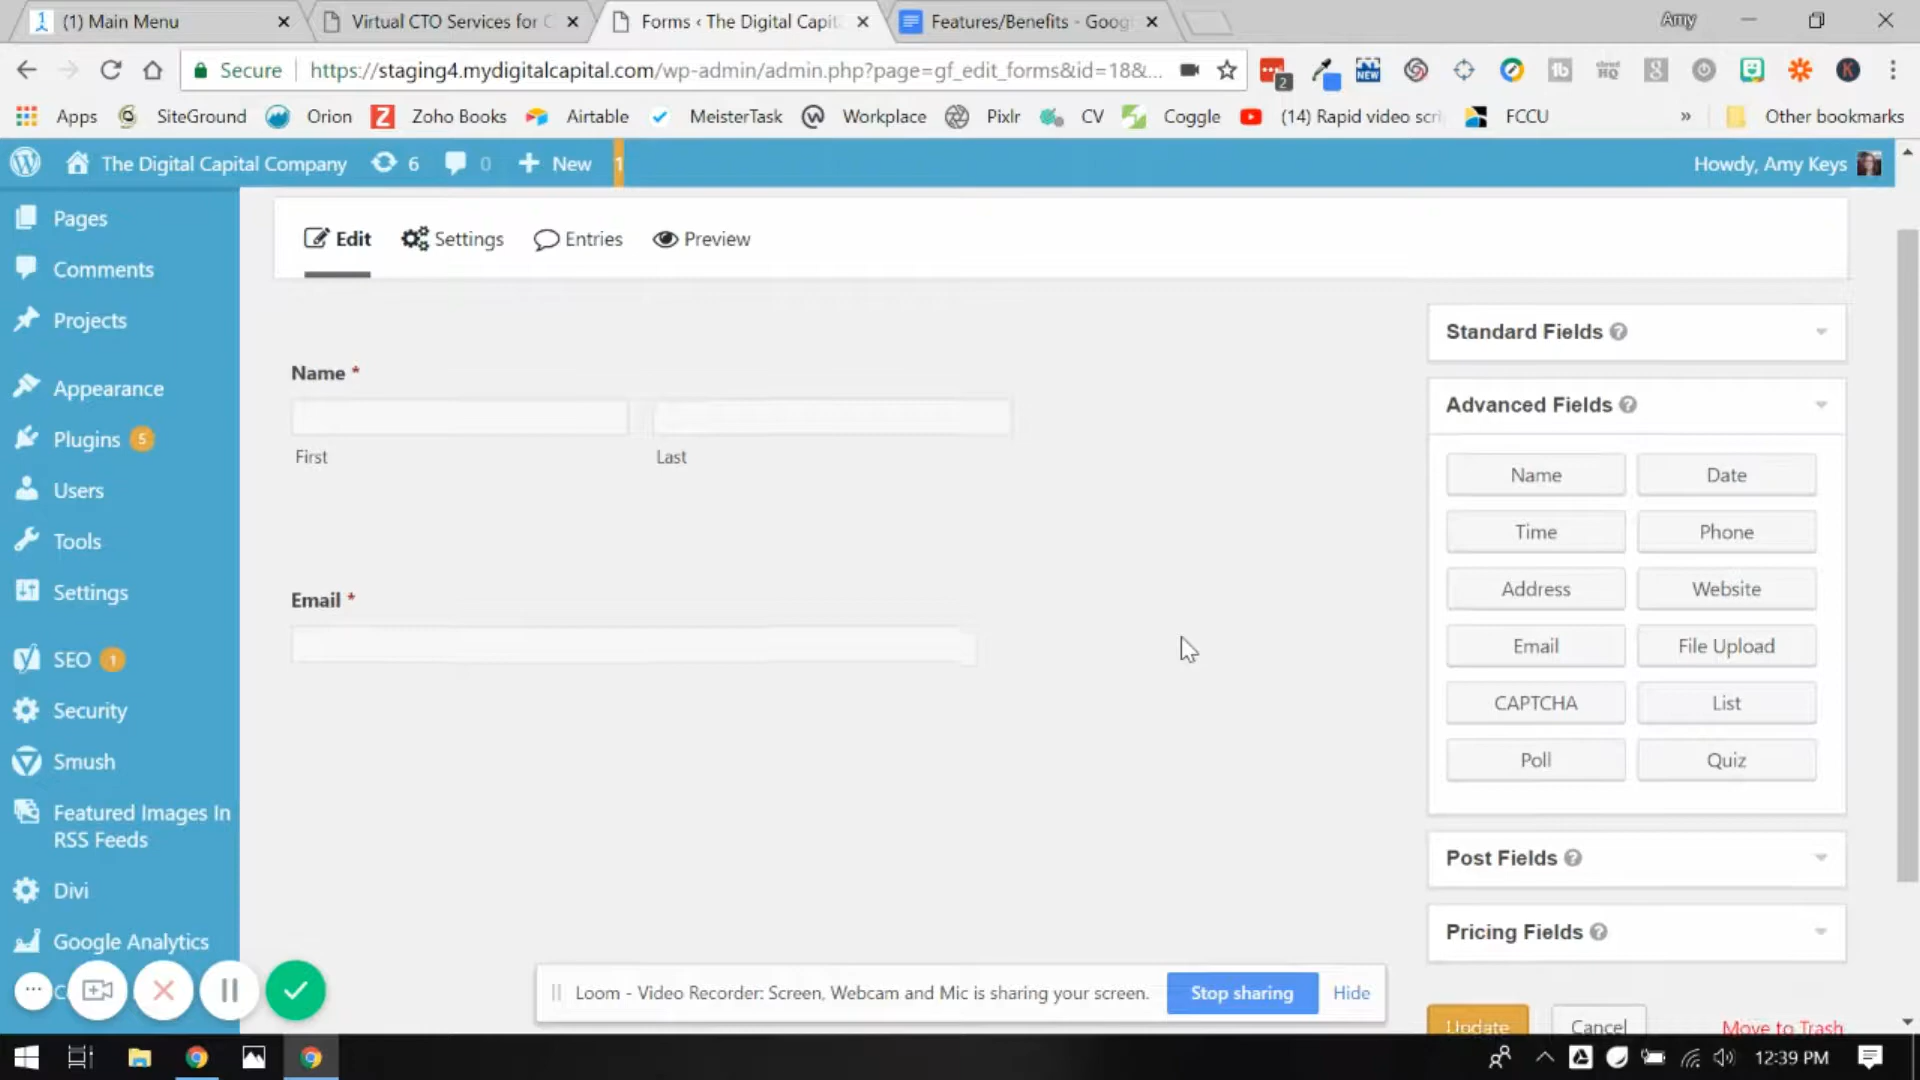 (1) Main Menu
Virtual CTO Services for C
Forms ‹ The Digital Capit
Features/Benefits - Goog
Amy
Secure
https://staging4.mydigitalcapital.com/wp-admin/admin.php?page=gf_edit_forms&id=18&...
2
NEW
cloud HQ
K
Apps
SiteGround
Orion
Zoho Books
Airtable
MeisterTask
Workplace
Pixlr
CV
Coggle
(14) Rapid video scri
FCCU
»
Other bookmarks
The Digital Capital Company
6
0
New
1
Howdy, Amy Keys
Pages
Comments
Projects
Appearance
Plugins 5
Users
Tools
Settings
SEO 1
Security
Smush
Featured Images In
RSS Feeds
Divi
Google Analytics
Edit
Settings
Entries
Preview
Name *
First
Last
Email *
Standard Fields
Advanced Fields
Name
Date
Time
Phone
Address
Website
Email
File Upload
CAPTCHA
List
Poll
Quiz
Post Fields
Pricing Fields
Update
Cancel
Move to Trash
Loom - Video Recorder: Screen, Webcam and Mic is sharing your screen.
Stop sharing
Hide
12:39 PM